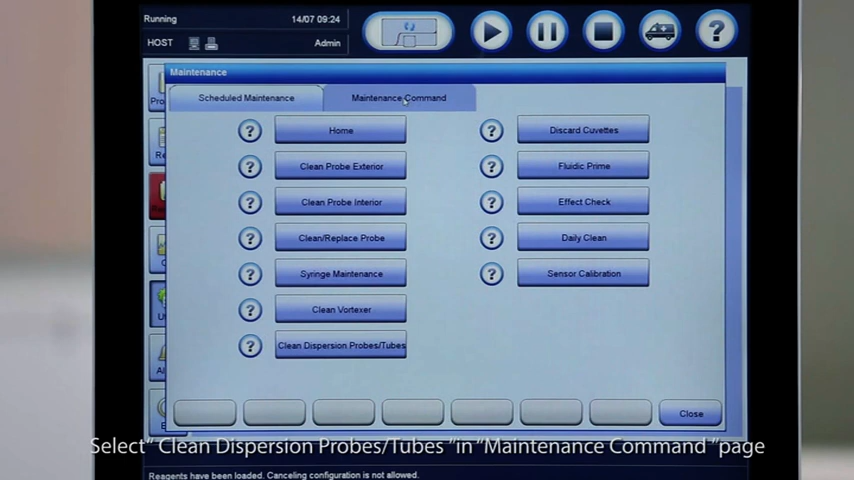 Running 14/07 09:24
HOST Admin
Maintenance
Scheduled Maintenance Maintenance Command
? Home ? Discard Cuvettes
? Clean Probe Exterior ? Fluidic Prime
? Clean Probe Interior ? Effect Check
? Clean/Replace Probe ? Daily Clean
? Syringe Maintenance ? Sensor Calibration
? Clean Vortexer
? Clean Dispersion Probes/Tubes
Close
Select“ Clean Dispersion Probes/Tubes ”in “Maintenance Command ”page
Reagents have been loaded. Canceling configuration is not allowed.